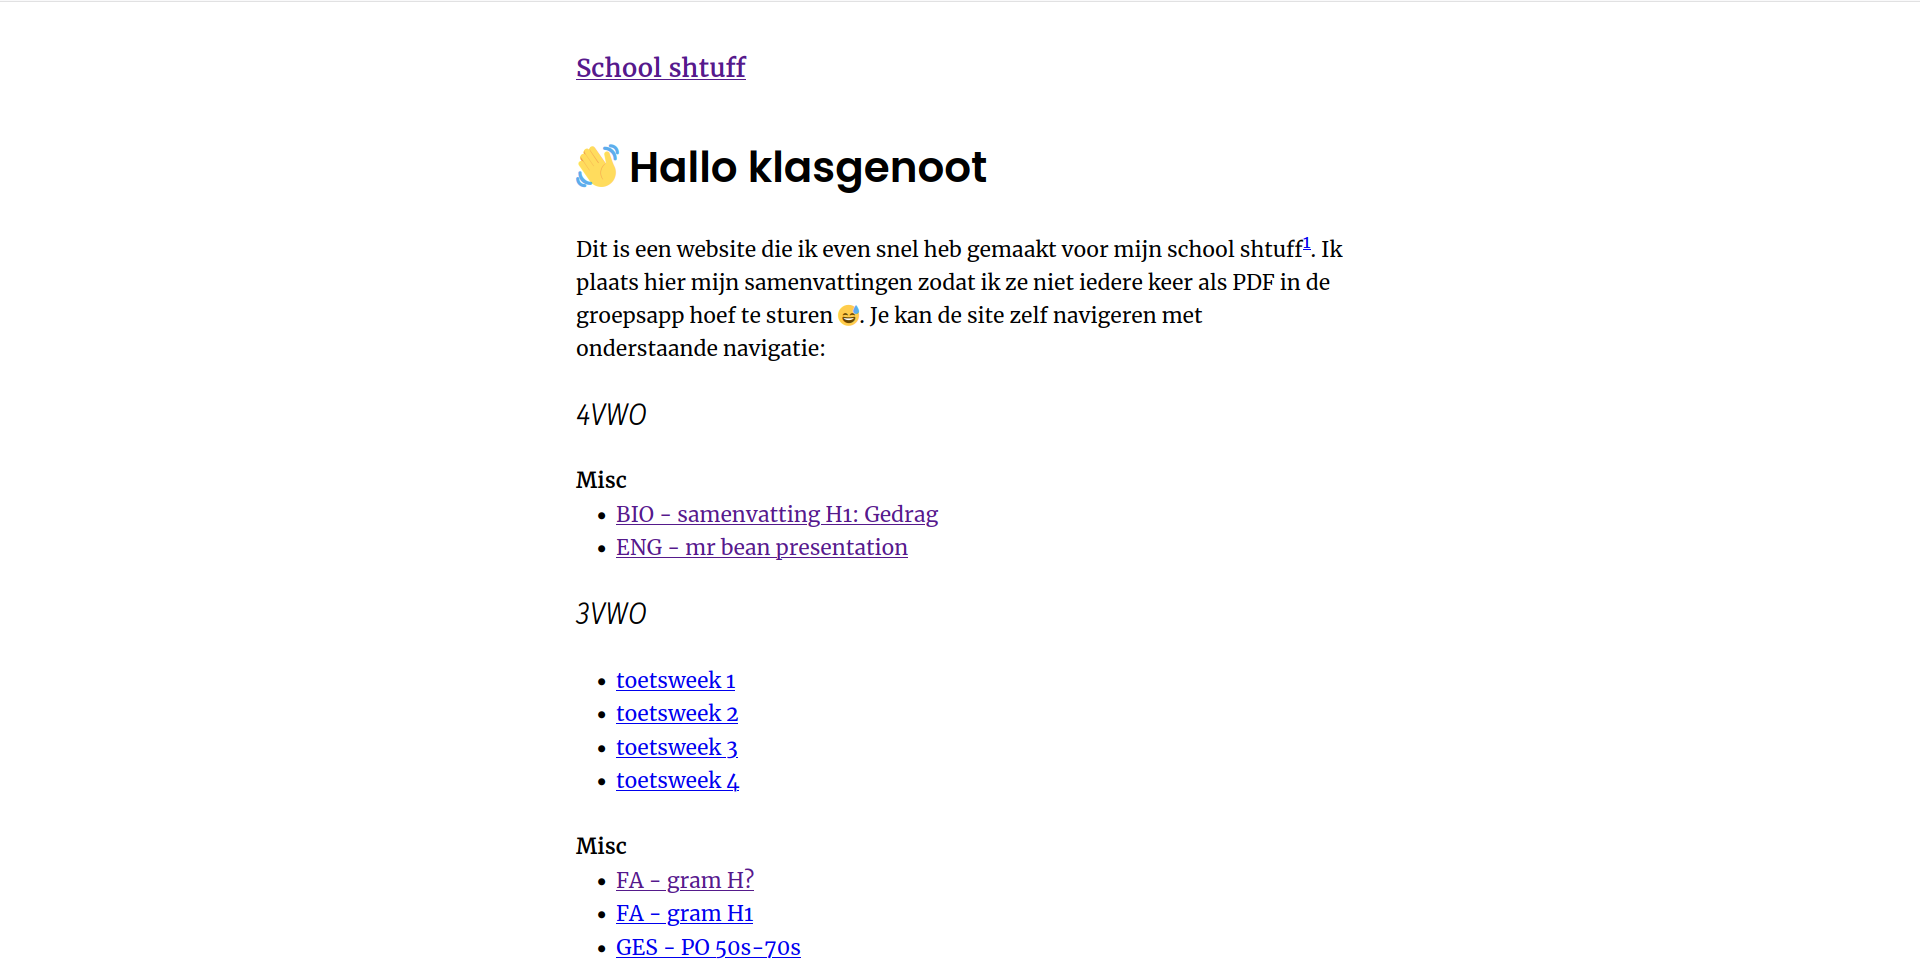 School shtuff
👋 Hallo klasgenoot
Dit is een website die ik even snel heb gemaakt voor mijn school shtuff¹. Ik
plaats hier mijn samenvattingen zodat ik ze niet iedere keer als PDF in de
groepsapp hoef te sturen 😅. Je kan de site zelf navigeren met
onderstaande navigatie:
4VWO
Misc
• BIO - samenvatting H1: Gedrag
• ENG - mr bean presentation
3VWO
• toetsweek 1
• toetsweek 2
• toetsweek 3
• toetsweek 4
Misc
• FA - gram H?
• FA - gram H1
• GES - PO 50s-70s